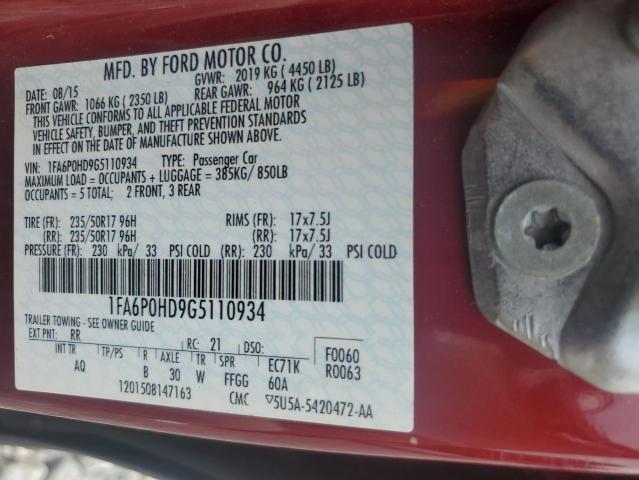 MFD. BY FORD MOTOR CO.
DATE: 08/15 GVWR: 2019 KG (4450 LB)
FRONT GAWR: 1066 KG (2350 LB) REAR GAWR: 964 KG (2125 LB)
THIS VEHICLE CONFORMS TO ALL APPLICABLE FEDERAL MOTOR
VEHICLE SAFETY, BUMPER, AND THEFT PREVENTION STANDARDS
IN EFFECT ON THE DATE OF MANUFACTURE SHOWN ABOVE.
VIN: 1FA6P0HD9G5110934 TYPE: Passenger Car
MAXIMUM LOAD = OCCUPANTS + LUGGAGE = 385KG/ 850LB
OCCUPANTS = 5 TOTAL: 2 FRONT, 3 REAR
TIRE (FR): 235/50R17 96H RIMS (FR): 17x7.5J
(RR): 235/50R17 96H (RR): 17x7.5J
PRESSURE (FR): 230 kPa/ 33 PSI COLD (RR): 230 kPa/ 33 PSI COLD
1FA6P0HD9G5110934
TRAILER TOWING - SEE OWNER GUIDE
EXT PNT: RR RC: 21 DSO: F0060
INT TR TP/PS R AXLE TR SPR EC71K R0063
AQ B 30 W FFGG 60A
1201508147163 CMC ▽5U5A-5420472-AA